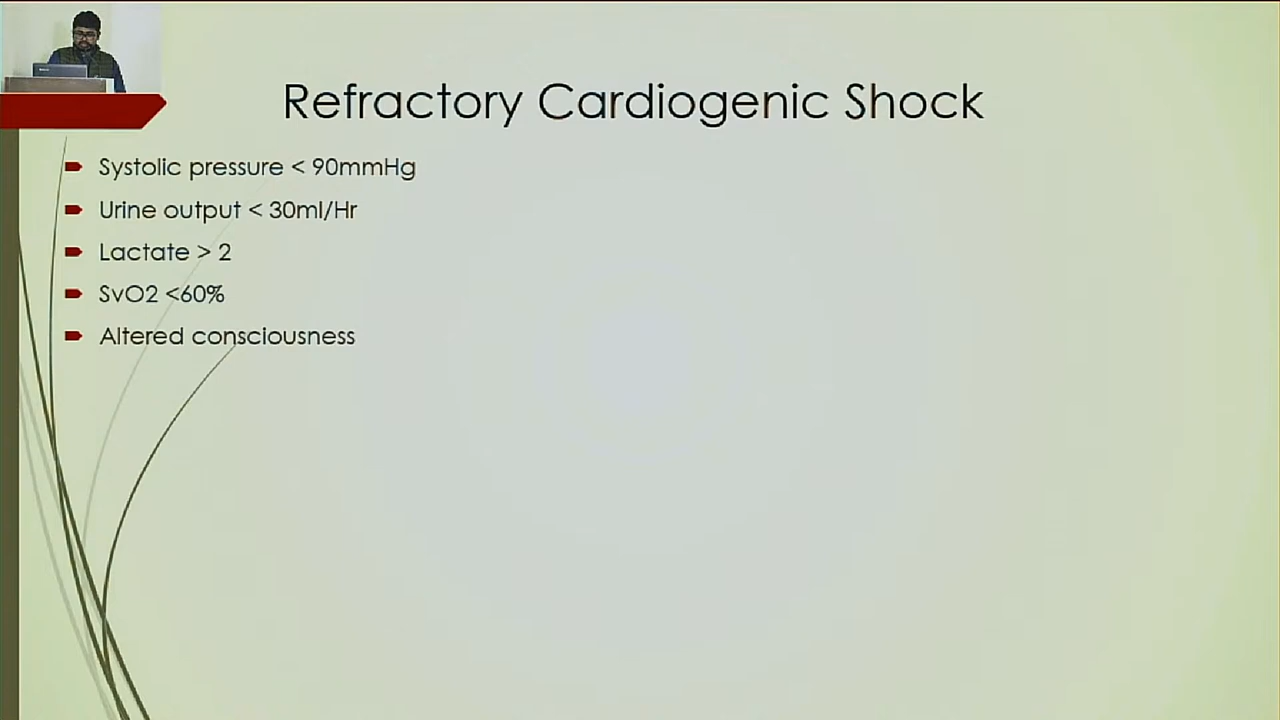 Refractory Cardiogenic Shock
Systolic pressure < 90mmHg
Urine output < 30ml/Hr
Lactate > 2
SvO2 <60%
Altered consciousness